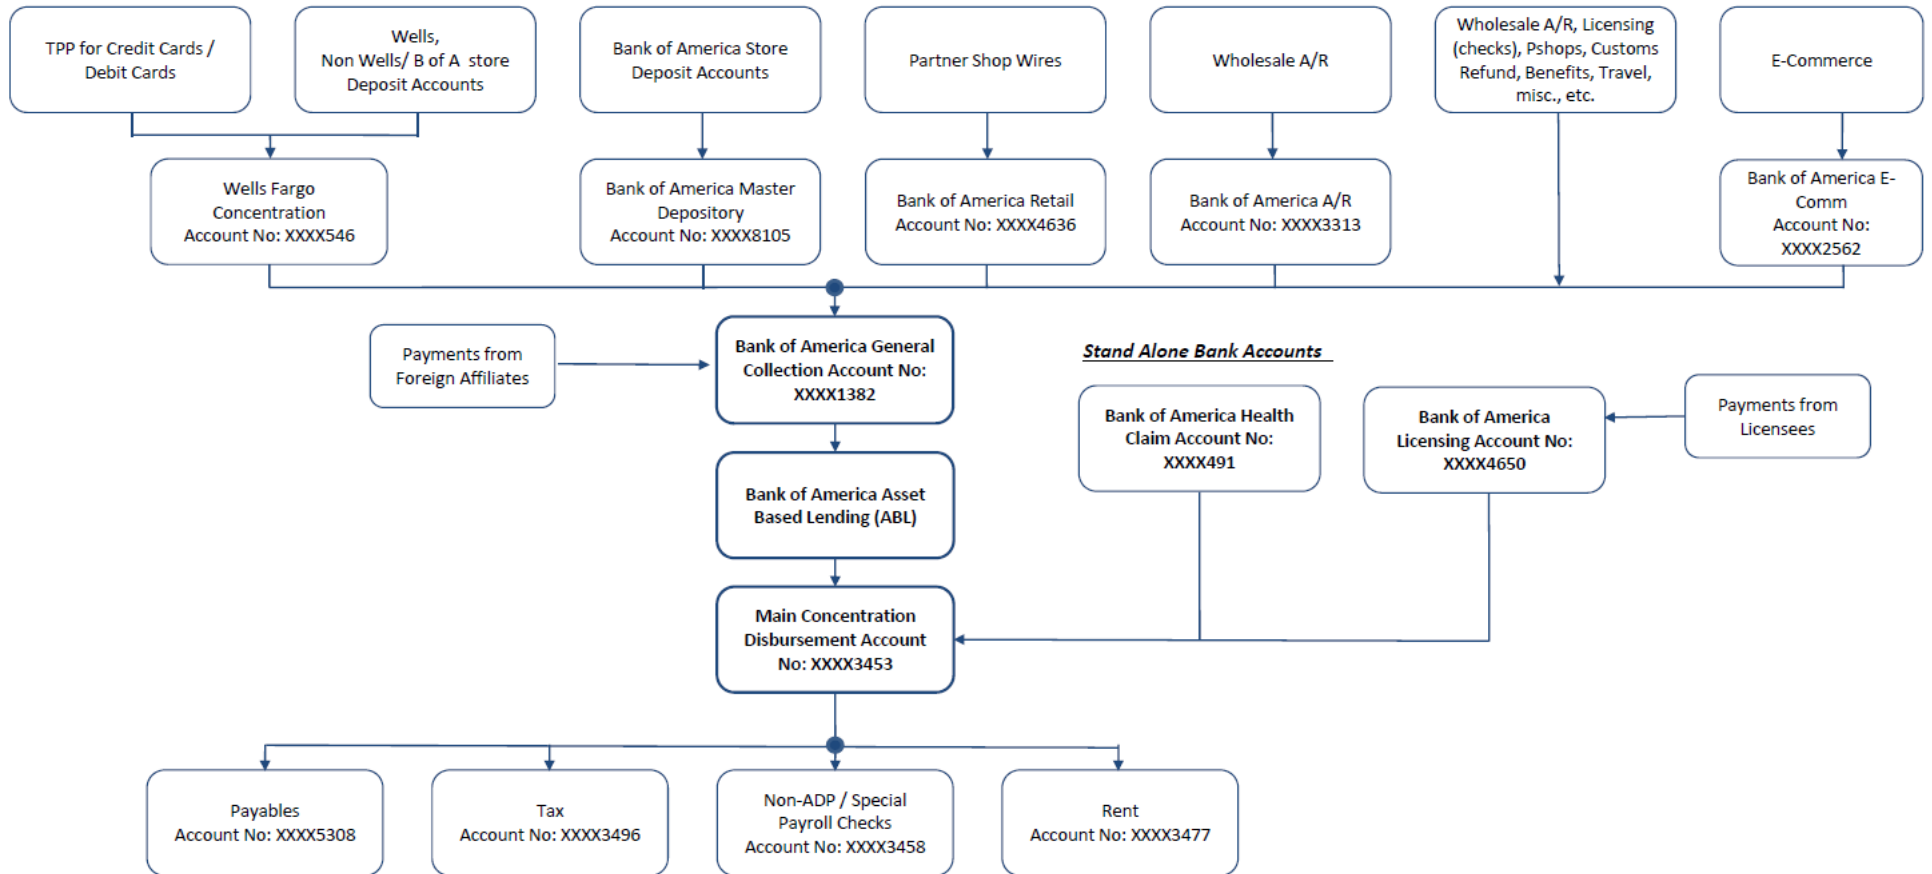 TPP for Credit Cards /
Debit Cards
Wells,
Non Wells/ B of A  store
Deposit Accounts
Bank of America Store
Deposit Accounts
Partner Shop Wires
Wholesale A/R
Wholesale A/R, Licensing
(checks), Pshops, Customs
Refund, Benefits, Travel,
misc., etc.
E-Commerce
Wells Fargo
Concentration
Account No: XXXX546
Bank of America Master
Depository
Account No: XXXX8105
Bank of America Retail
Account No: XXXX4636
Bank of America A/R
Account No: XXXX3313
Bank of America E-
Comm
Account No:
XXXX2562
Payments from
Foreign Affiliates
Bank of America General
Collection Account No:
XXXX1382
Stand Alone Bank Accounts
Bank of America Health
Claim Account No:
XXXX491
Bank of America
Licensing Account No:
XXXX4650
Payments from
Licensees
Bank of America Asset
Based Lending (ABL)
Main Concentration
Disbursement Account
No: XXXX3453
Payables
Account No: XXXX5308
Tax
Account No: XXXX3496
Non-ADP / Special
Payroll Checks
Account No: XXXX3458
Rent
Account No: XXXX3477